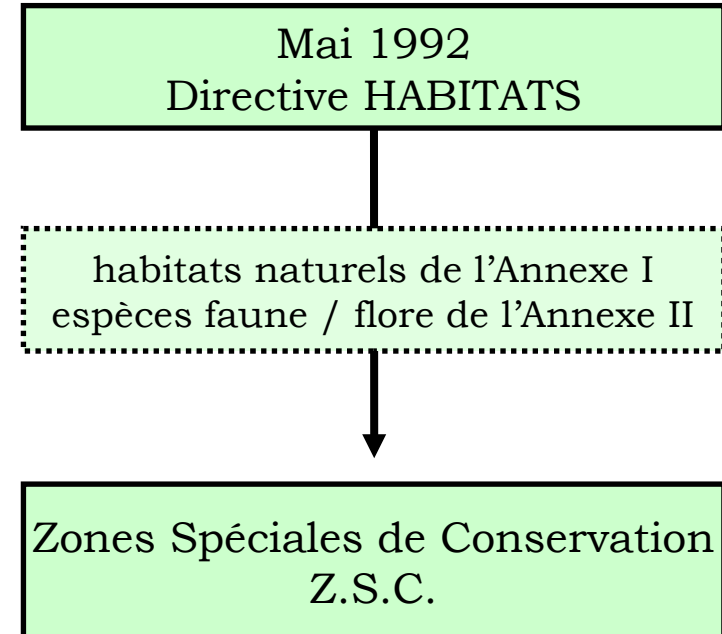 Mai 1992
Directive HABITATS
habitats naturels de l’Annexe I
espèces faune / flore de l’Annexe II
Zones Spéciales de Conservation
Z.S.C.